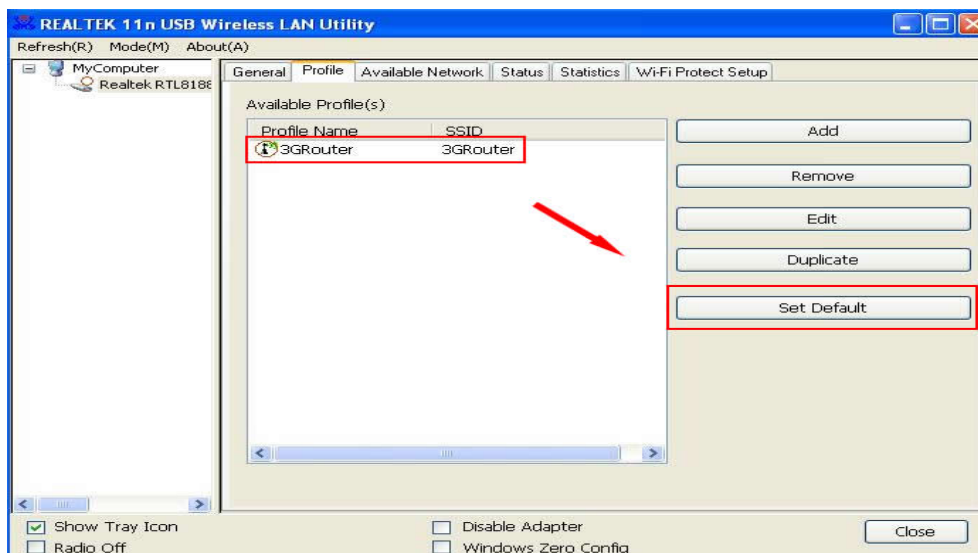 REALTEK 11n USB Wireless LAN Utility
Refresh(R) Mode(M) About(A)
MyComputer
Realtek RTL8188
General Profile Available Network Status Statistics Wi-Fi Protect Setup
Available Profile(s)
Profile Name SSID
3GRouter 3GRouter
Add
Remove
Edit
Duplicate
Set Default
Show Tray Icon
Radio Off
Disable Adapter
Windows Zero Config
Close